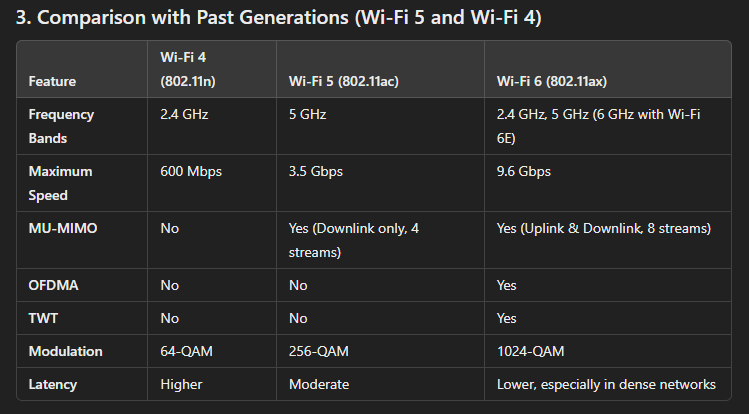 3. Comparison with Past Generations (Wi-Fi 5 and Wi-Fi 4)
Feature
Wi-Fi 4
(802.11n)
Wi-Fi 5 (802.11ac)
Wi-Fi 6 (802.11ax)
Frequency
Bands
2.4 GHz
5 GHz
2.4 GHz, 5 GHz (6 GHz with Wi-Fi
6E)
Maximum
Speed
600 Mbps
3.5 Gbps
9.6 Gbps
MU-MIMO
No
Yes (Downlink only, 4
streams)
Yes (Uplink & Downlink, 8 streams)
OFDMA
No
No
Yes
TWT
No
No
Yes
Modulation
64-QAM
256-QAM
1024-QAM
Latency
Higher
Moderate
Lower, especially in dense networks